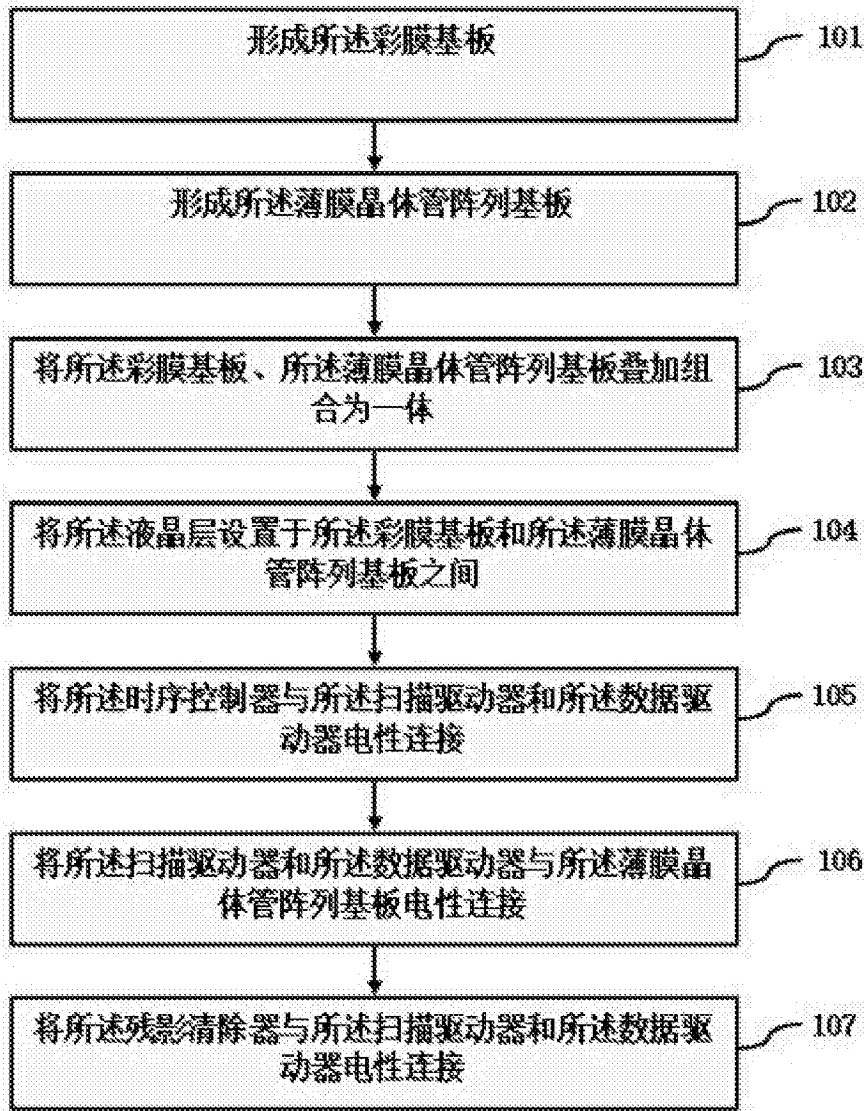 形成所述彩膜基板
101
形成所述薄膜晶体管阵列基板
102
将所述彩膜基板、所述薄膜晶体管阵列基板叠加组
合为一体
103
将所述液晶层设置于所述彩膜基板和所述薄膜晶体
管阵列基板之间
104
将所述时序控制器与所述扫描驱动器和所述数据驱
动器电性连接
105
将所述扫描驱动器和所述数据驱动器与所述薄膜晶
体管阵列基板电性连接
106
将所述残影清除器与所述扫描驱动器和所述数据驱
动器电性连接
107